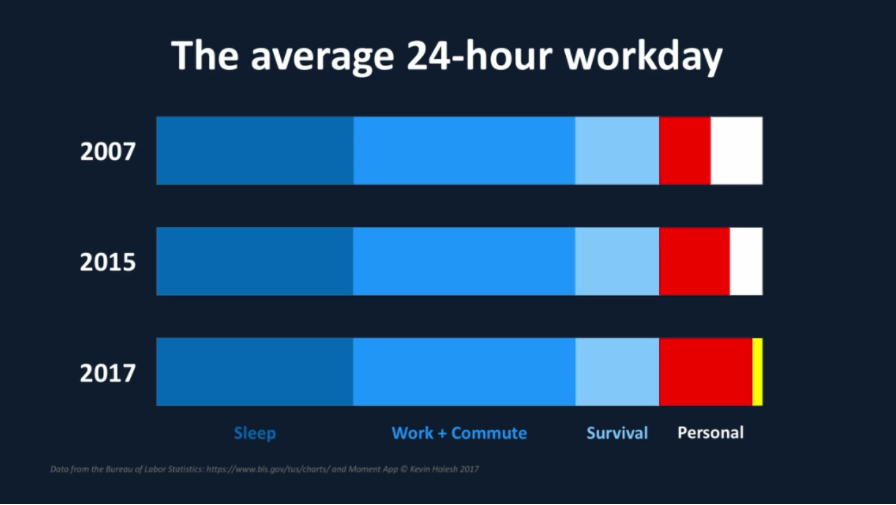 The average 24-hour workday
2007
2015
2017
Sleep Work + Commute Survival Personal
Data from the Bureau of Labor Statistics: https://www.bls.gov/tus/charts/ and Moment App © Kevin Holesh 2017